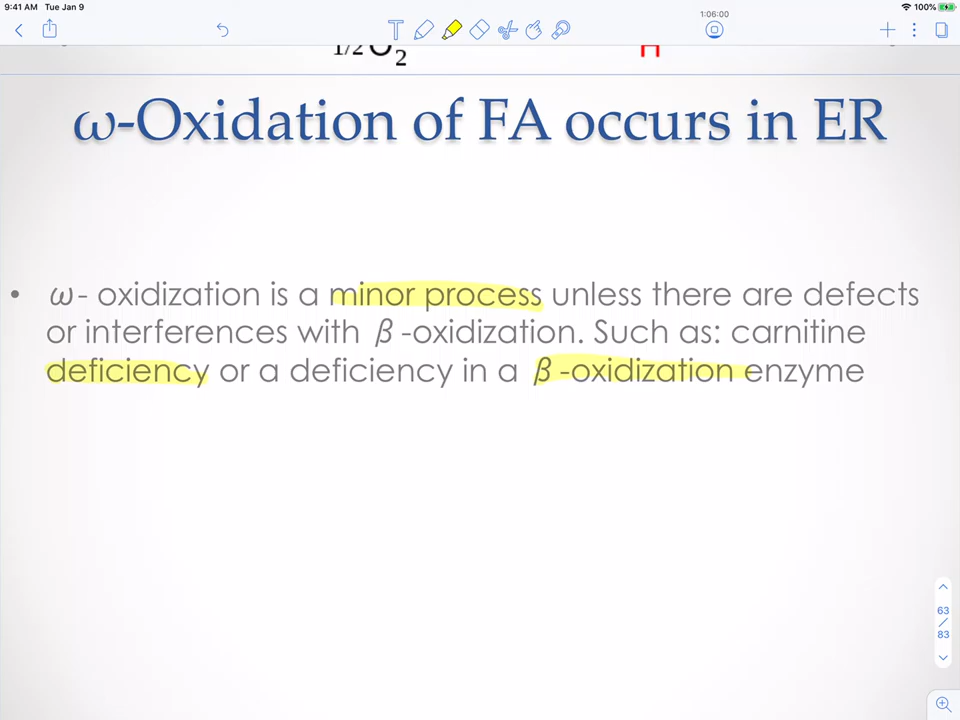 9:41 AM Tue Jan 9
1:06:00
100%
1/2 O2
H
ω-Oxidation of FA occurs in ER
• ω- oxidization is a minor process unless there are defects
or interferences with β -oxidization. Such as: carnitine
deficiency or a deficiency in a β -oxidization enzyme
63
/
83